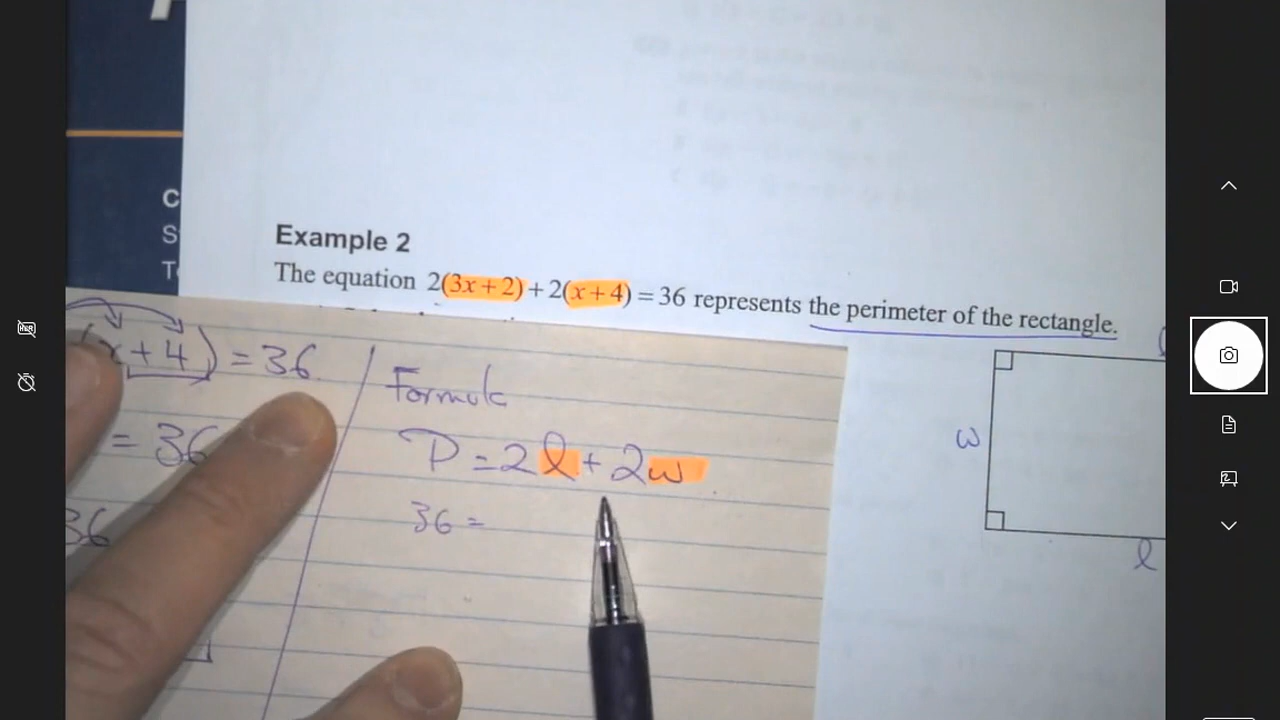 C
S
T
Example 2
The equation 2(3x + 2) + 2(x + 4) = 36 represents the perimeter of the rectangle.
(x + 4) = 36
= 36
36
Formula
P = 2l + 2w
36 =
w
l